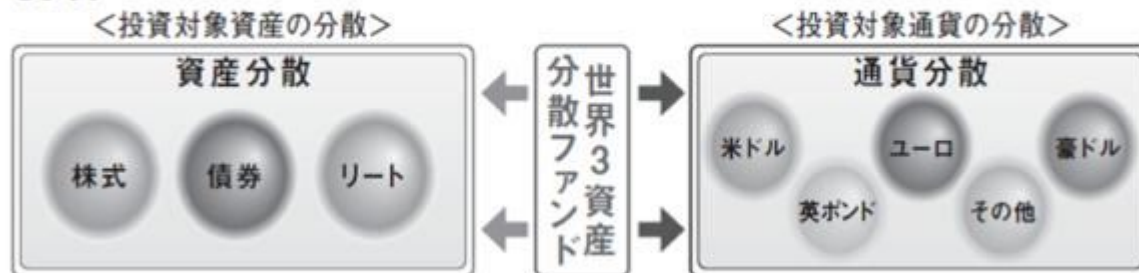 <投資対象資産の分散>
資産分散
株式
債券
リート
世界3資産
分散ファンド
<投資対象通貨の分散>
通貨分散
米ドル
ユーロ
豪ドル
英ポンド
その他